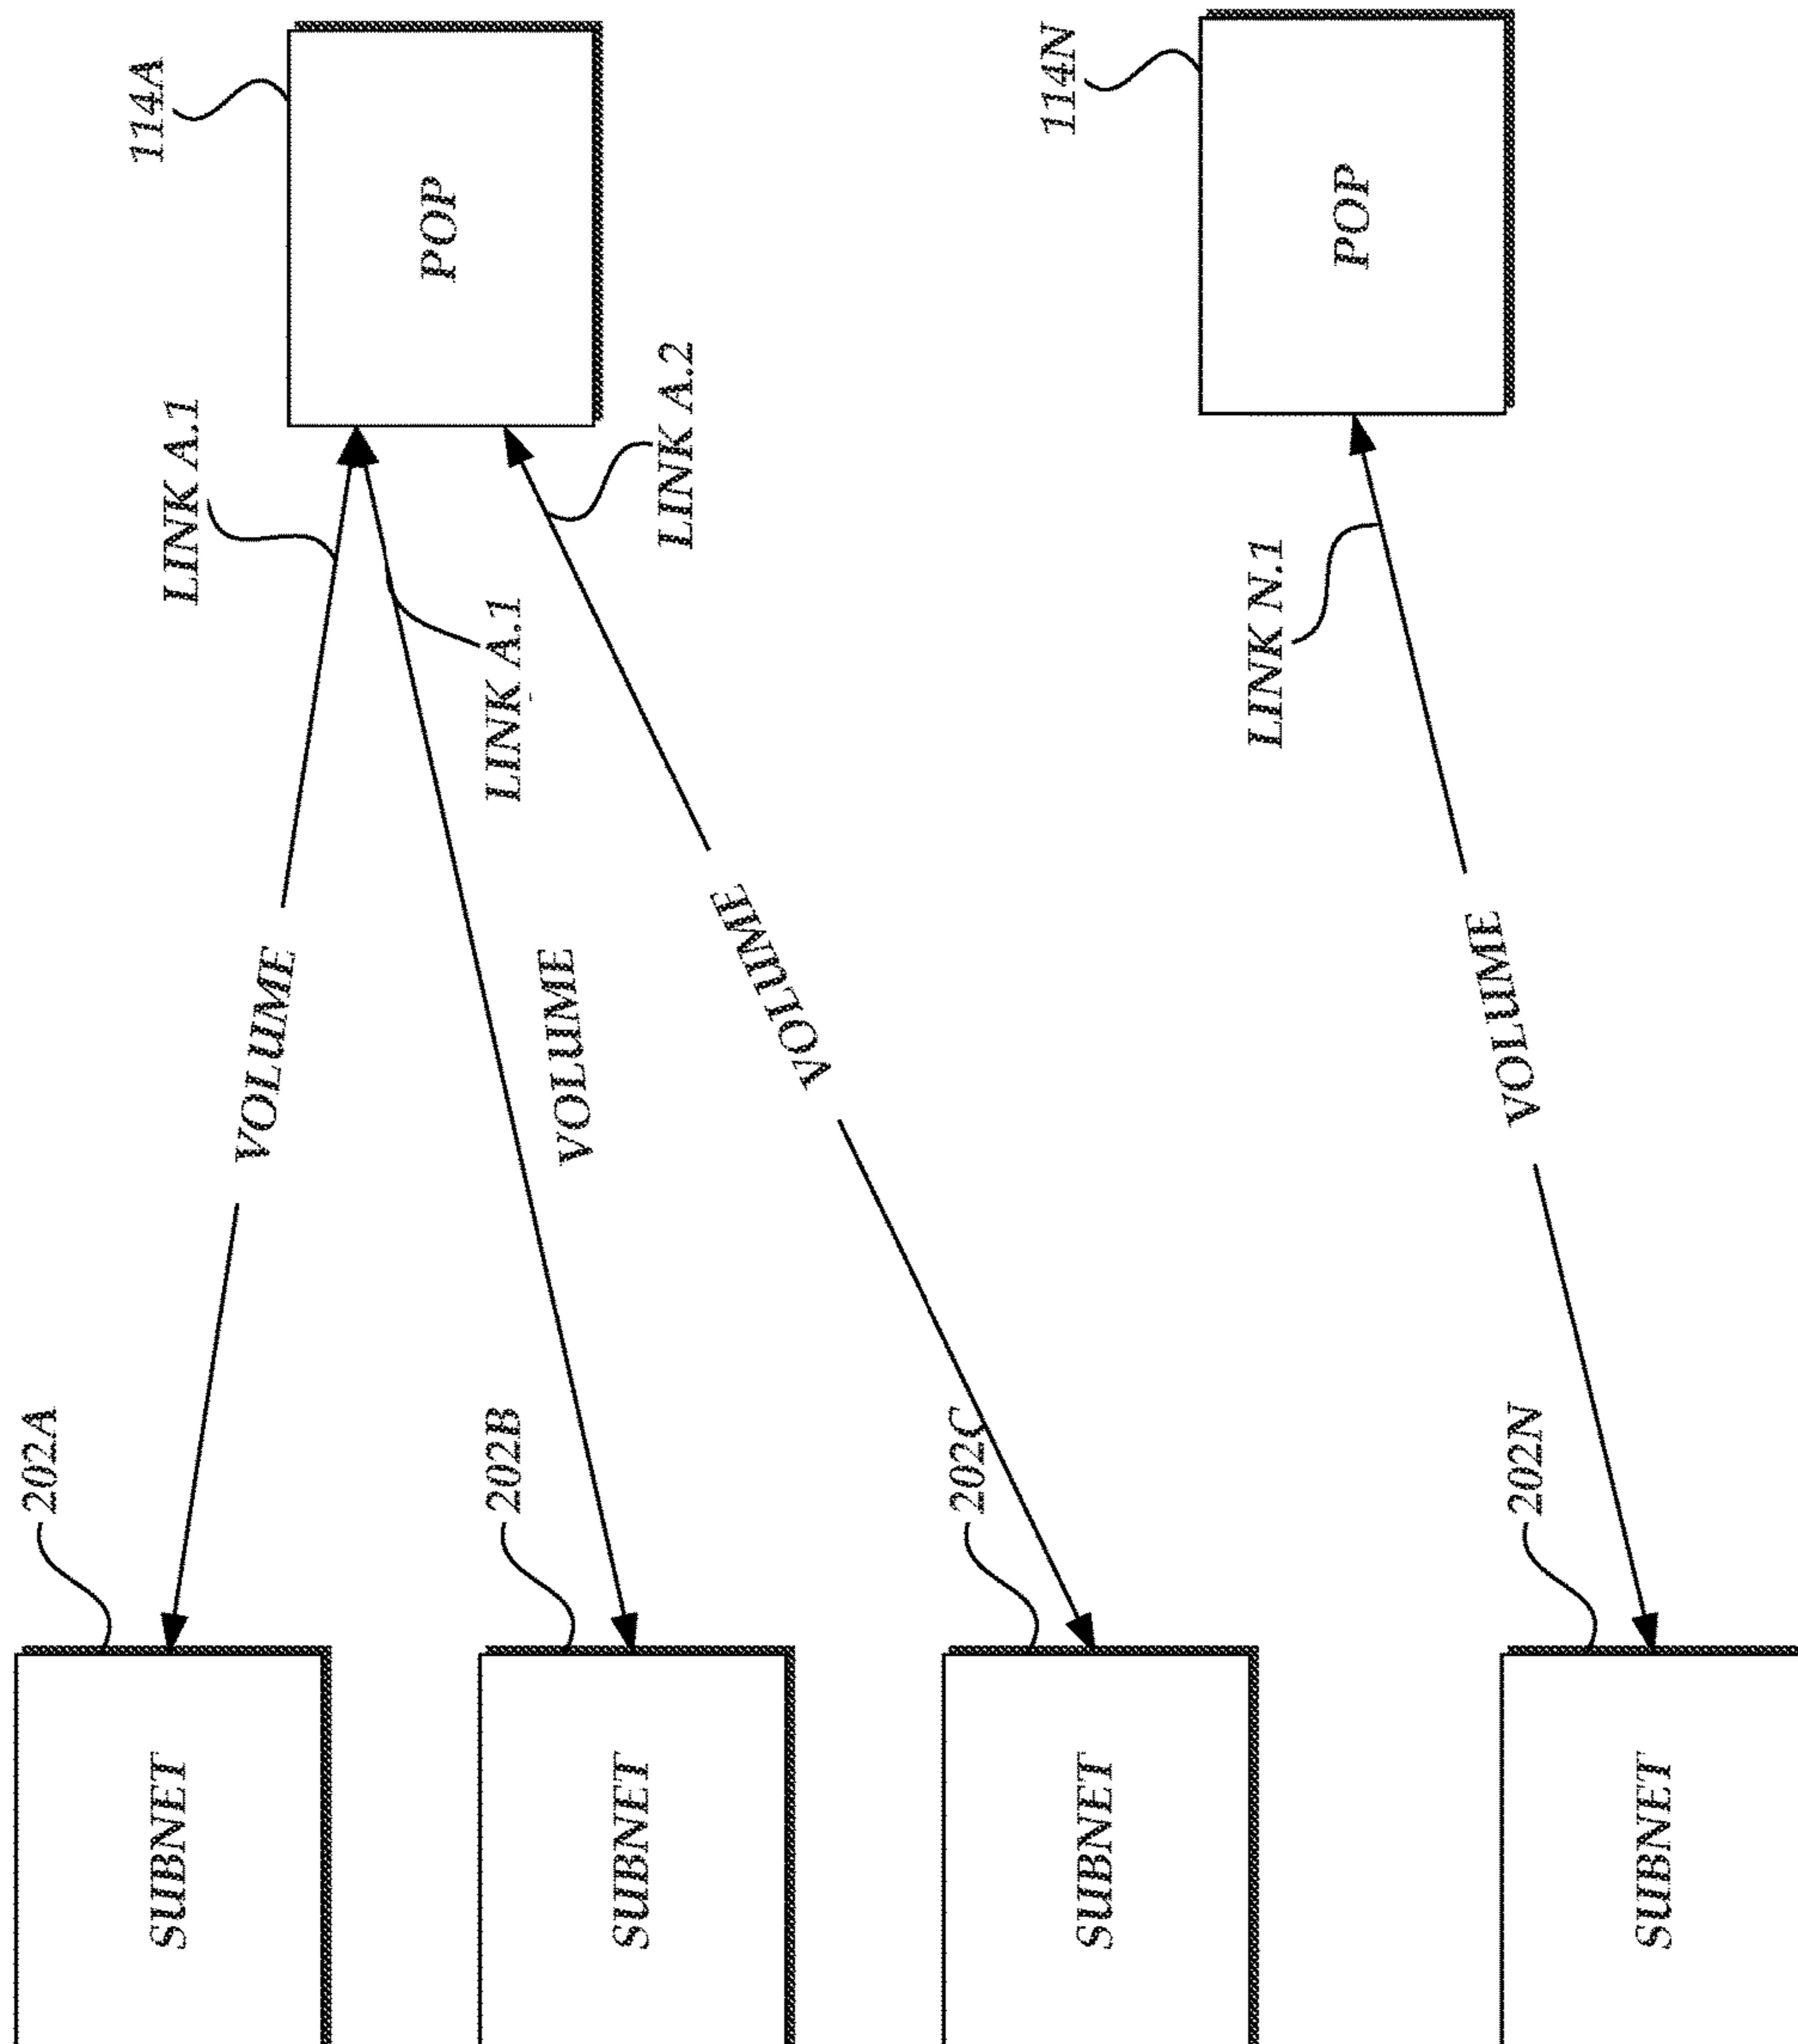 SUBNET
202A
VOLUME
LINK A.1
114A
POP
SUBNET
202B
VOLUME
LINK A.1
LINK A.2
SUBNET
202C
VOLUME
114N
POP
LINK N.1
SUBNET
202N
VOLUME